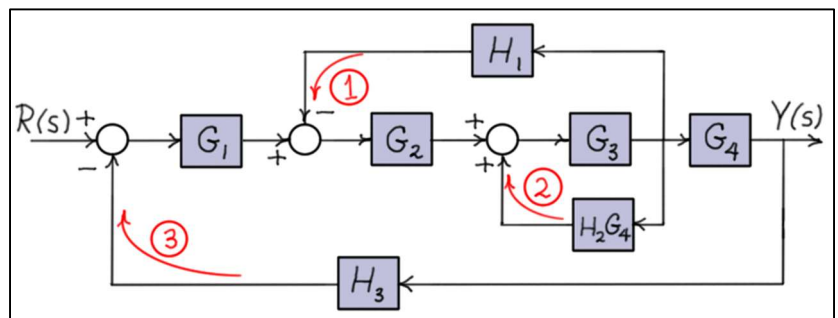 H₁
①
−
R(s) +
G₁
+
G₂
+
+
G₃
G₄
Y(s)
−
②
H₂G₄
③
H₃